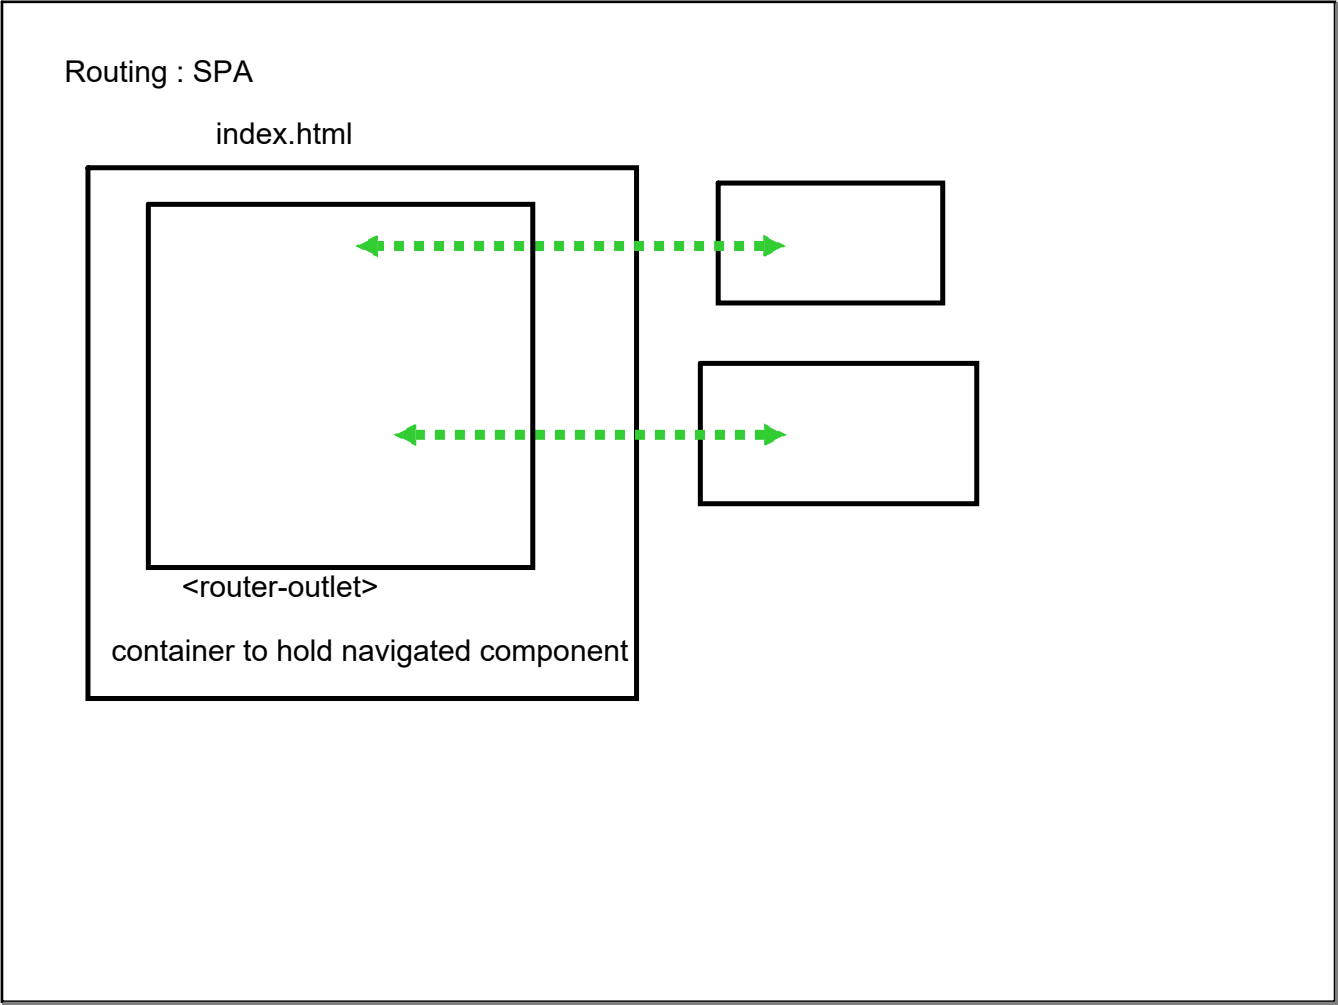 Routing : SPA
index.html
<router-outlet>
container to hold navigated component